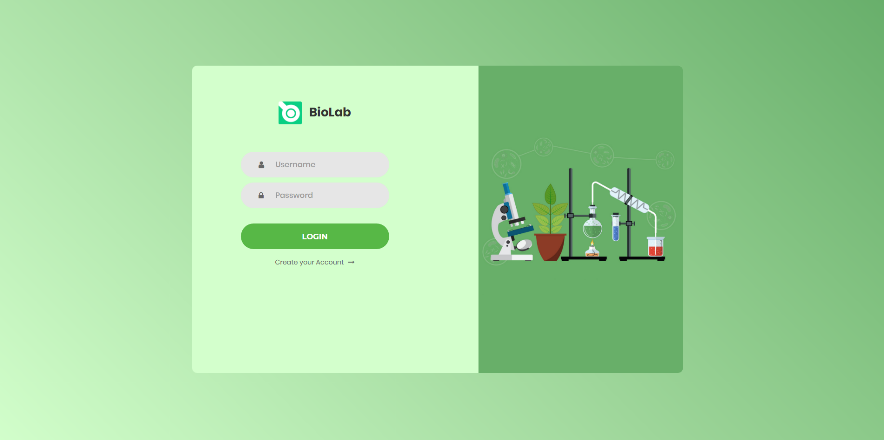 BioLab
Username
Password
LOGIN
Create your Account →